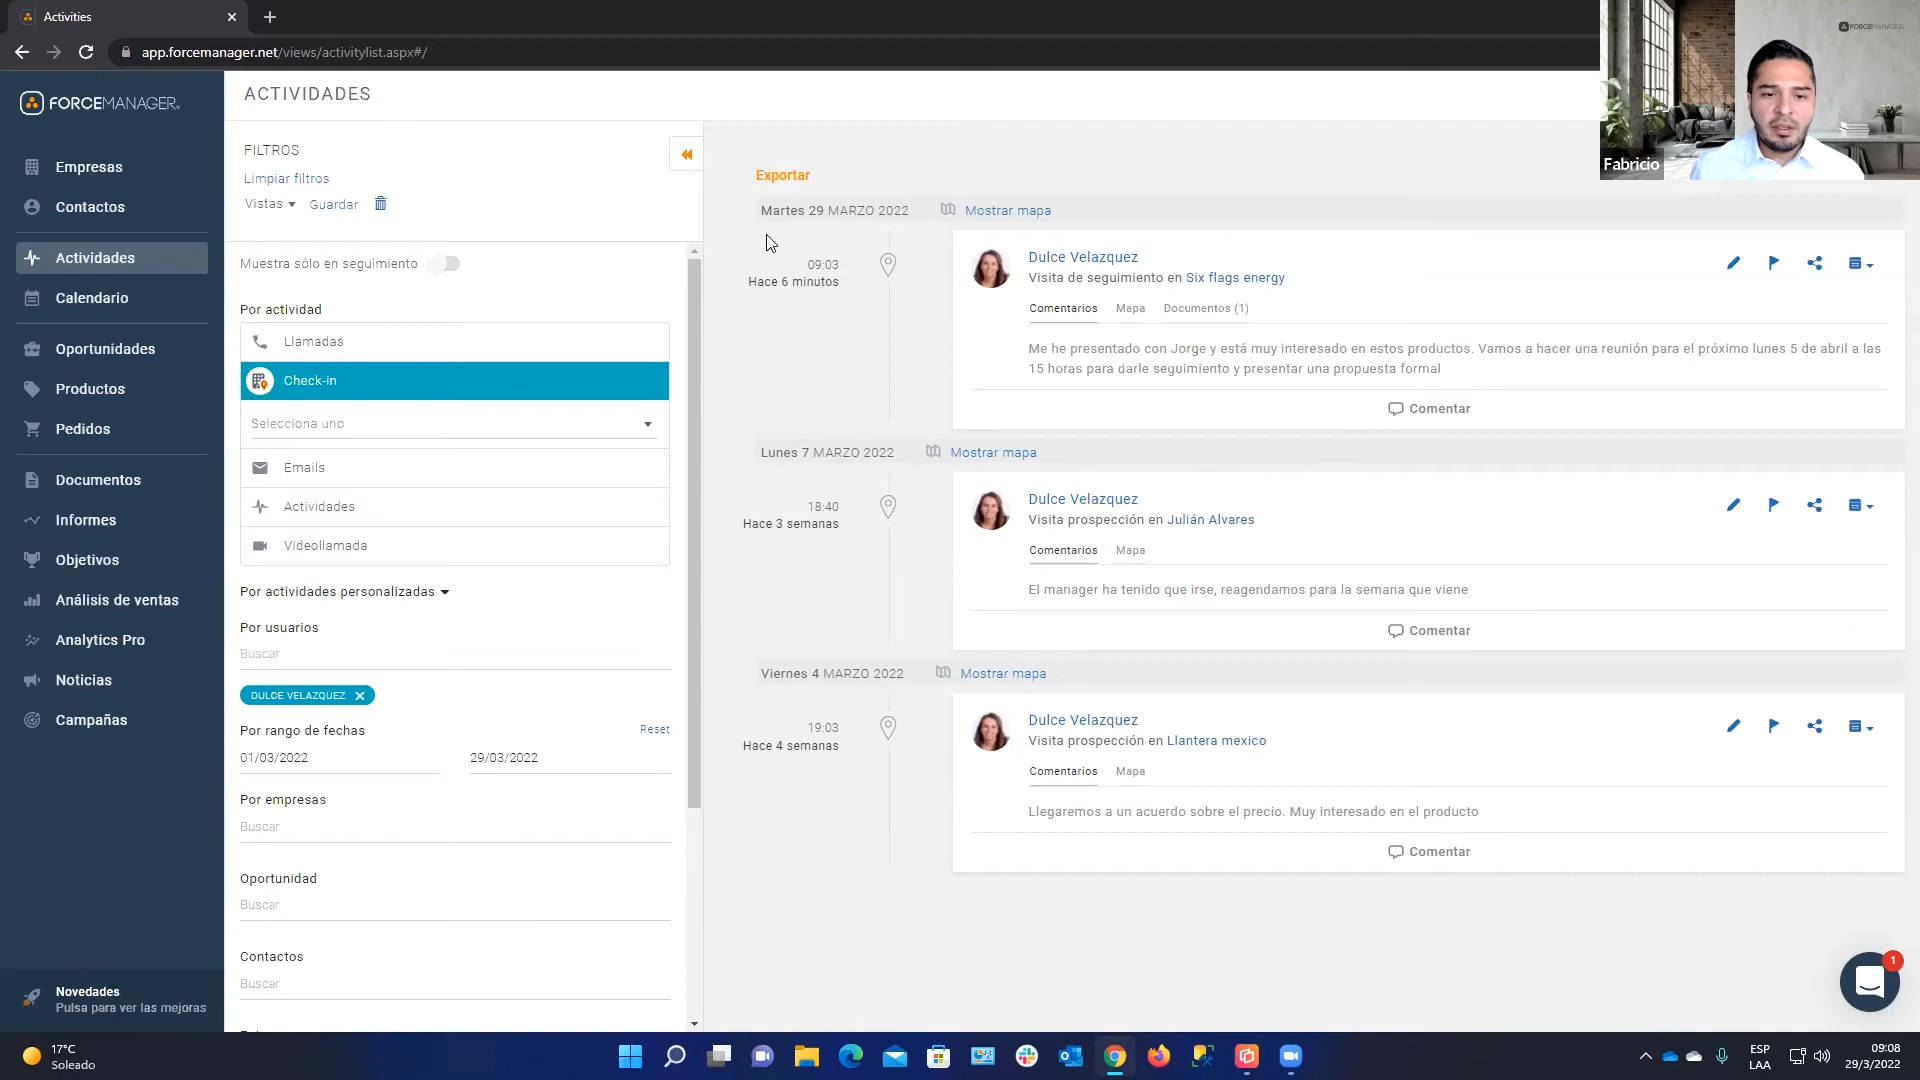 Activities
app.forcemanager.net/views/activitylist.aspx#/
FORCEMANAGER
Empresas
Contactos
Actividades
Calendario
Oportunidades
Productos
Pedidos
Documentos
Informes
Objetivos
Análisis de ventas
Analytics Pro
Noticias
Campañas
Novedades
Pulsa para ver las mejoras
ACTIVIDADES
FILTROS
Limpiar filtros
Vistas Guardar
Muestra sólo en seguimiento
Por actividad
Llamadas
Check-in
Selecciona uno
Emails
Actividades
Videollamada
Por actividades personalizadas
Por usuarios
Buscar
DULCE VELAZQUEZ
Por rango de fechas Reset
01/03/2022 29/03/2022
Por empresas
Buscar
Oportunidad
Buscar
Contactos
Buscar
Exportar
Martes 29 MARZO 2022 Mostrar mapa
09:03
Hace 6 minutos
Dulce Velazquez
Visita de seguimiento en Six flags energy
Comentarios Mapa Documentos (1)
Me he presentado con Jorge y está muy interesado en estos productos. Vamos a hacer una reunión para el próximo lunes 5 de abril a las
15 horas para darle seguimiento y presentar una propuesta formal
Comentar
Lunes 7 MARZO 2022 Mostrar mapa
18:40
Hace 3 semanas
Dulce Velazquez
Visita prospección en Julián Alvares
Comentarios Mapa
El manager ha tenido que irse, reagendamos para la semana que viene
Comentar
Viernes 4 MARZO 2022 Mostrar mapa
19:03
Hace 4 semanas
Dulce Velazquez
Visita prospección en Llantera mexico
Comentarios Mapa
Llegaremos a un acuerdo sobre el precio. Muy interesado en el producto
Comentar
FORCEMANAGER
Fabricio
1
17°C
Soleado
ESP
LAA
09:08
29/3/2022